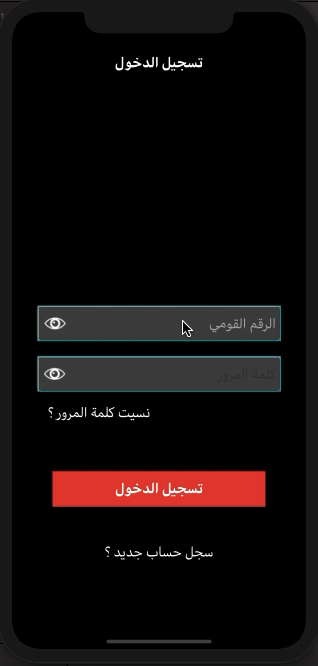 تسجيل الدخول
الرقم القومي
كلمة المرور
نسيت كلمة المرور؟
تسجيل الدخول
سجل حساب جديد ؟